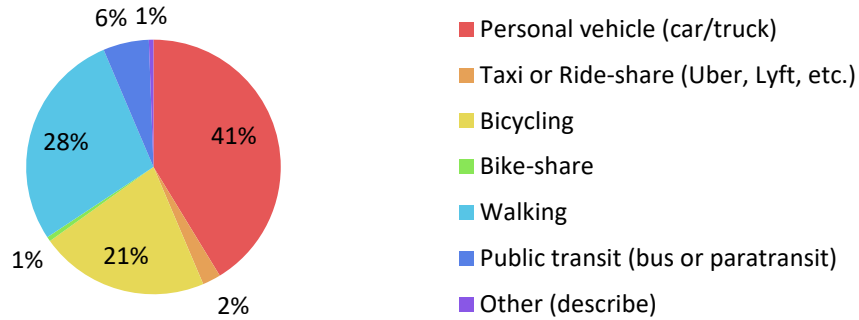 6% 1%
41%
28%
21%
1%
2%
Personal vehicle (car/truck)
Taxi or Ride-share (Uber, Lyft, etc.)
Bicycling
Bike-share
Walking
Public transit (bus or paratransit)
Other (describe)